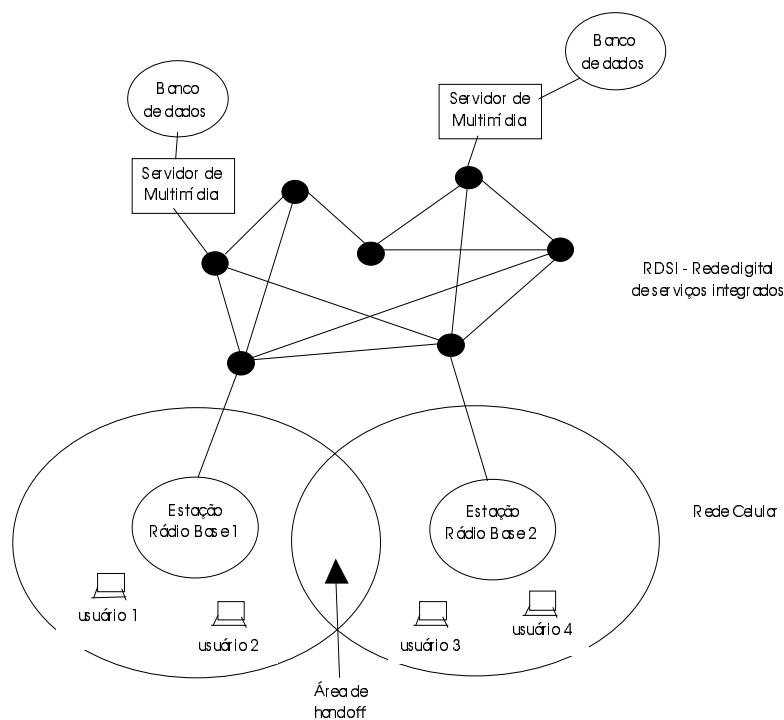 Banco
de dados
Banco
de dados
Servidor de
Multimídia
Servidor de
Multimídia
RDSI - Rede digital
de serviços integrados
Estação
Rádio Base 1
Estação
Rádio Base 2
Rede Celular
usuário 1
usuário 2
usuário 3
usuário 4
Área de
handoff